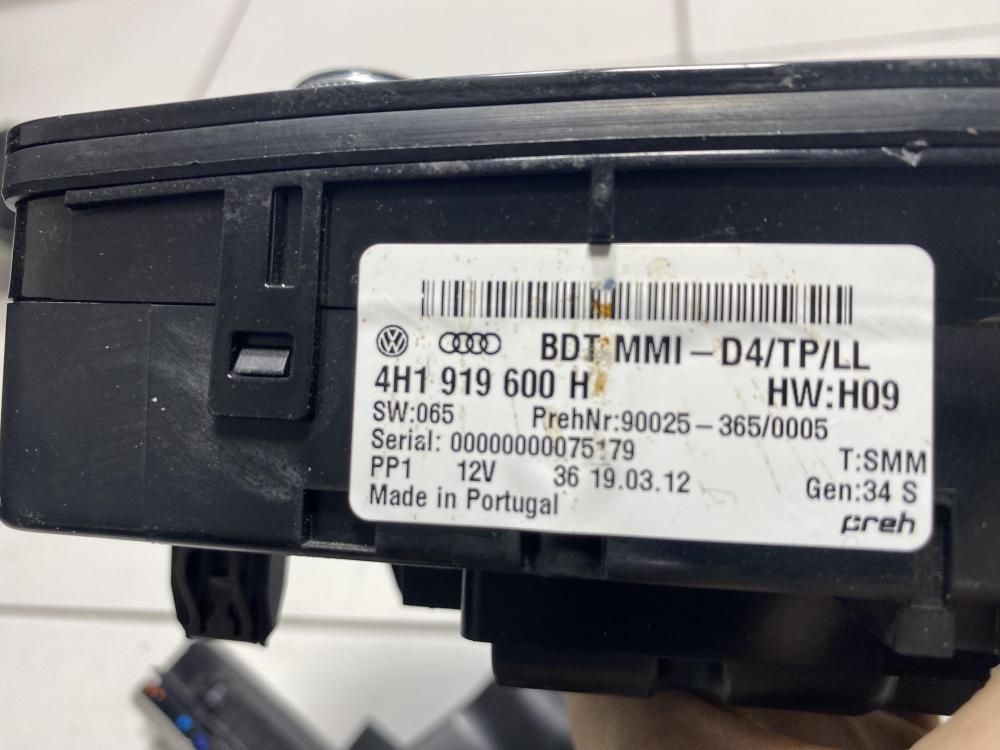 BDT MMI - D4/TP/LL
4H1 919 600 H HW:H09
SW:065 PrehNr:90025-365/0005
Serial: 00000000075179 T:SMM
PP1 12V 36 19.03.12 Gen:34 S
Made in Portugal preh